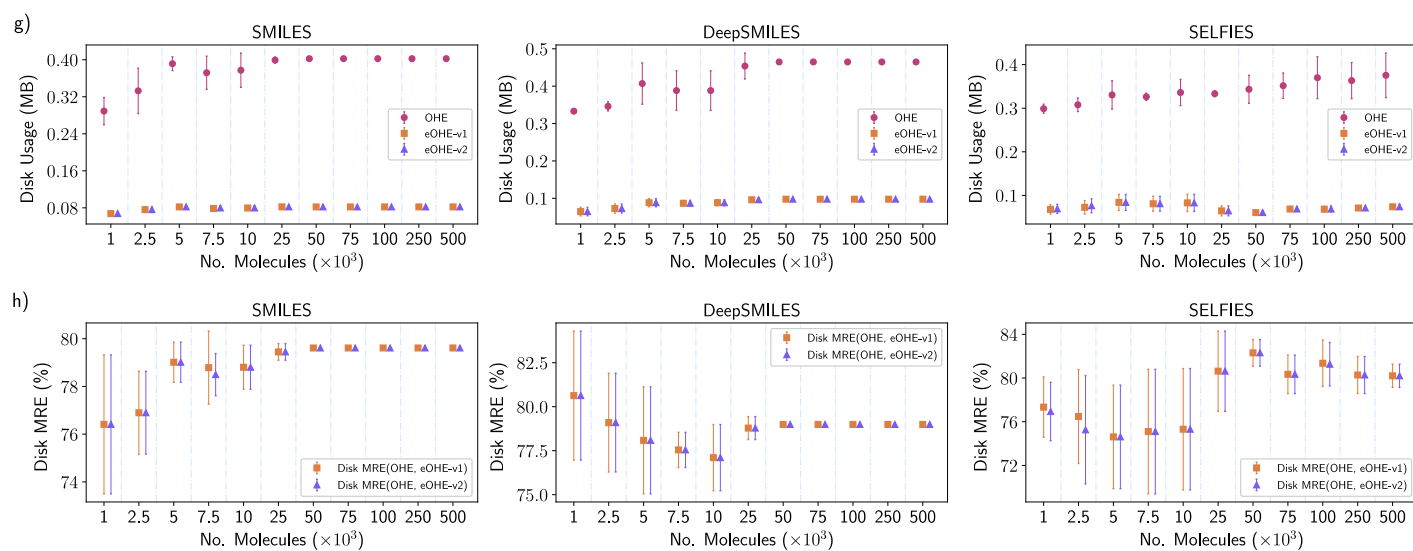 g)
SMILES
Disk Usage (MB)
0.40
0.32
0.24
0.16
0.08
OHE
eOHE-v1
eOHE-v2
1 2.5 5 7.5 10 25 50 75 100 250 500
No. Molecules (×10³)
DeepSMILES
Disk Usage (MB)
0.5
0.4
0.3
0.2
0.1
OHE
eOHE-v1
eOHE-v2
1 2.5 5 7.5 10 25 50 75 100 250 500
No. Molecules (×10³)
SELFIES
Disk Usage (MB)
0.4
0.3
0.2
0.1
OHE
eOHE-v1
eOHE-v2
1 2.5 5 7.5 10 25 50 75 100 250 500
No. Molecules (×10³)
h)
SMILES
Disk MRE (%)
80
78
76
74
Disk MRE(OHE, eOHE-v1)
Disk MRE(OHE, eOHE-v2)
1 2.5 5 7.5 10 25 50 75 100 250 500
No. Molecules (×10³)
DeepSMILES
Disk MRE (%)
82.5
80.0
77.5
75.0
Disk MRE(OHE, eOHE-v1)
Disk MRE(OHE, eOHE-v2)
1 2.5 5 7.5 10 25 50 75 100 250 500
No. Molecules (×10³)
SELFIES
Disk MRE (%)
84
80
76
72
Disk MRE(OHE, eOHE-v1)
Disk MRE(OHE, eOHE-v2)
1 2.5 5 7.5 10 25 50 75 100 250 500
No. Molecules (×10³)